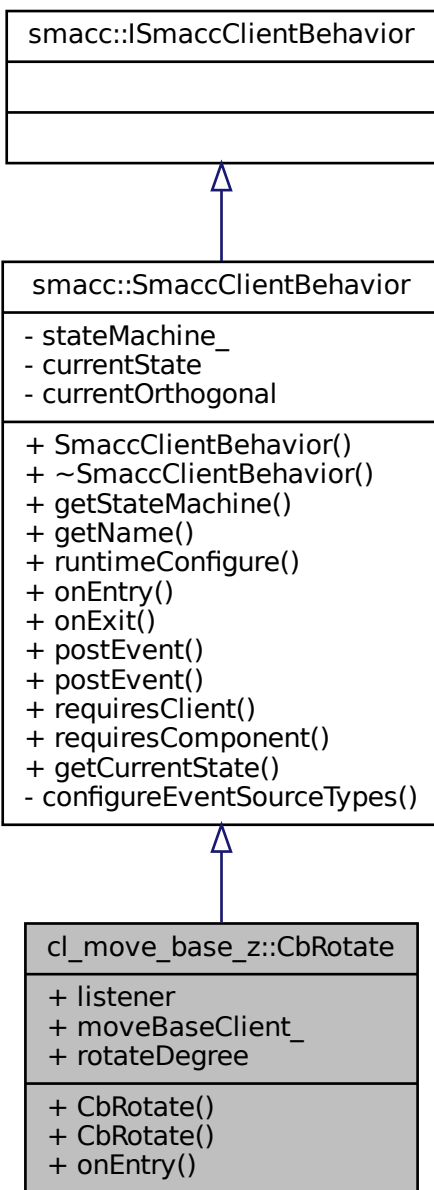 smacc::ISmaccClientBehavior
smacc::SmaccClientBehavior
- stateMachine_
- currentState
- currentOrthogonal
+ SmaccClientBehavior()
+ ~SmaccClientBehavior()
+ getStateMachine()
+ getName()
+ runtimeConfigure()
+ onEntry()
+ onExit()
+ postEvent()
+ postEvent()
+ requiresClient()
+ requiresComponent()
+ getCurrentState()
- configureEventSourceTypes()
cl_move_base_z::CbRotate
+ listener
+ moveBaseClient_
+ rotateDegree
+ CbRotate()
+ CbRotate()
+ onEntry()